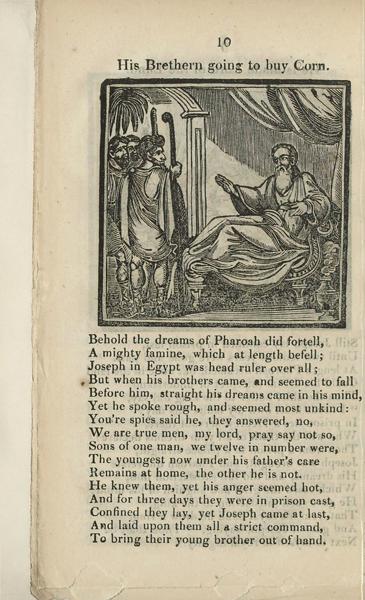 10
His Brethern going to buy Corn.
Behold the dreams of Pharoah did fortell,
A mighty famine, which at length befell;
Joseph in Egypt was head ruler over all;
But when his brothers came, and seemed to fall
Before him, straight his dreams came in his mind,
Yet he spoke rough, and seemed most unkind:
You're spies said he, they answered, no,
We are true men, my lord, pray say not so,
Sons of one man, we twelve in number were,
The youngest now under his father's care
Remains at home, the other he is not.
He knew them, yet his anger seemed hot,
And for three days they were in prison cast,
Confined they lay, yet Joseph came at last,
And laid upon them all a strict command,
To bring their young brother out of hand.